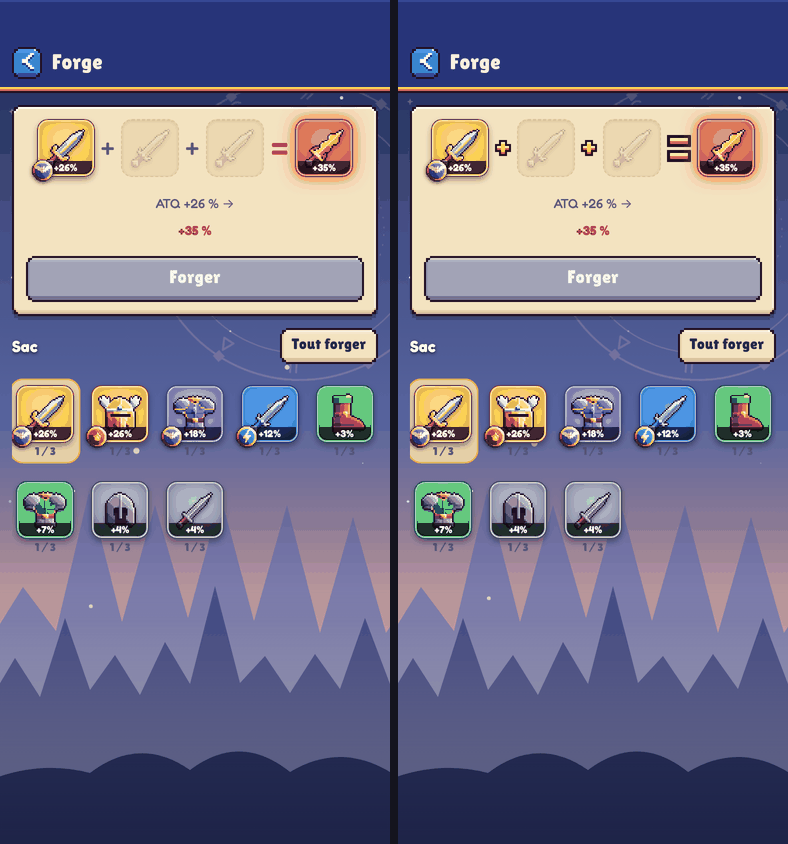 Forge
+26% + + = +35%
ATQ +26 % →
+35 %
Forger
Sac Tout forger
+26% +26% +18% +12% +3%
1/3 1/3 1/3 1/3 1/3
+7% +4% +4%
1/3 1/3 1/3
Forge
+26% + + = +35%
ATQ +26 % →
+35 %
Forger
Sac Tout forger
+26% +26% +18% +12% +3%
1/3 1/3 1/3 1/3 1/3
+7% +4% +4%
1/3 1/3 1/3